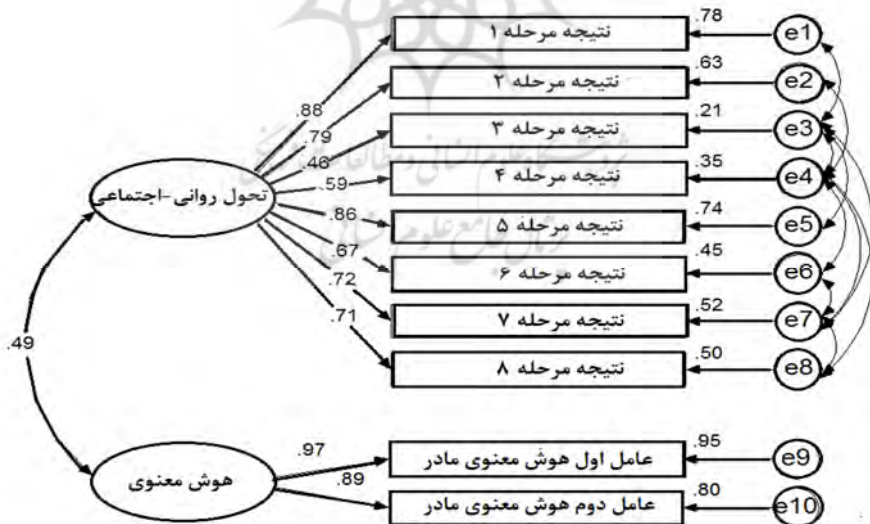 نتیجه مرحله ۱
.78
e1
نتیجه مرحله ۲
.63
e2
نتیجه مرحله ۳
.21
e3
نتیجه مرحله ۴
.35
e4
نتیجه مرحله ۵
.74
e5
نتیجه مرحله ۶
.45
e6
نتیجه مرحله ۷
.52
e7
نتیجه مرحله ۸
.50
e8
.88
.79
.46
.59
.86
.67
.72
.71
تحول روانی-اجتماعی
.49
هوش معنوی
.97
.89
عامل اول هوش معنوی مادر
.95
e9
عامل دوم هوش معنوی مادر
.80
e10